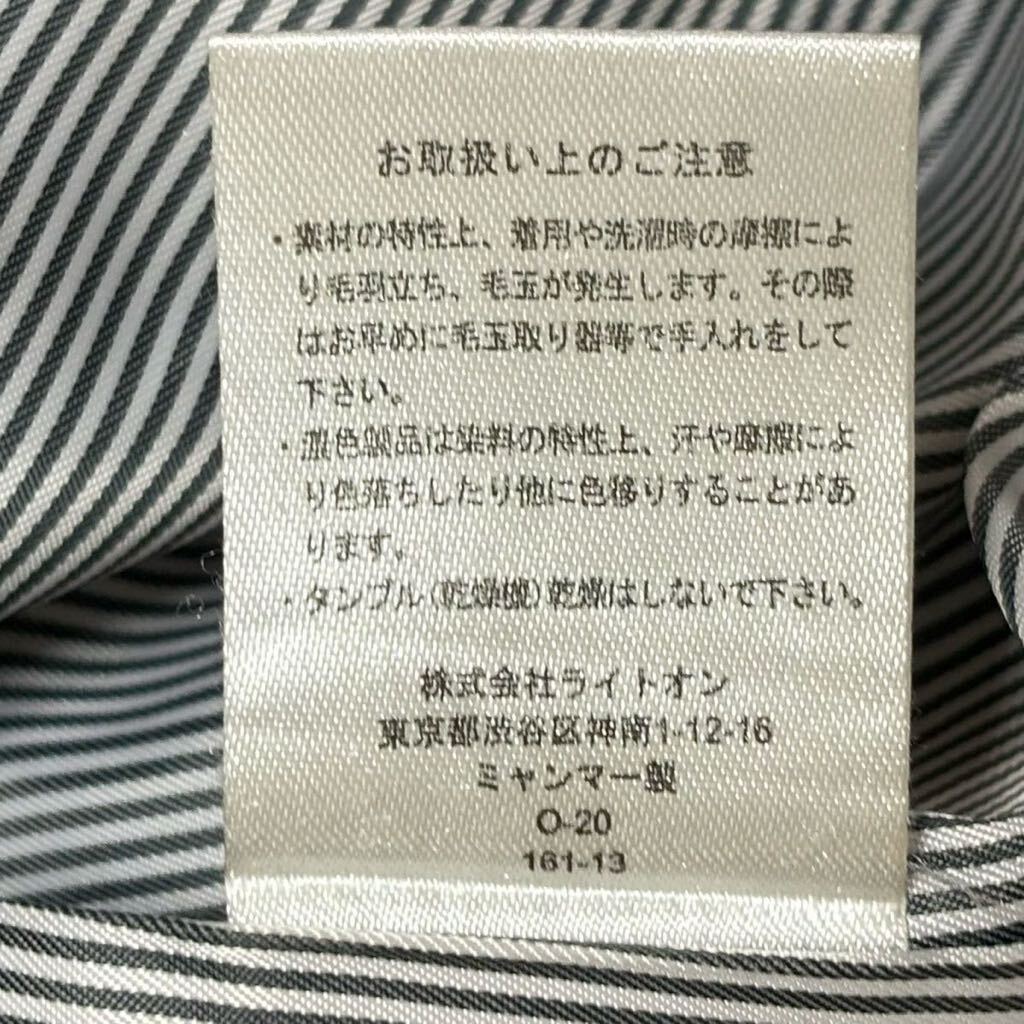 お取扱い上のご注意
・素材の特性上、着用や洗濯時の摩擦によ
り毛羽立ち、毛玉が発生します。その際
はお早めに毛玉取り器等で手入れをして
下さい。
・濃色製品は染料の特性上、汗や摩擦によ
り色落ちしたり他に色移りすることがあ
ります。
・タンブル(乾燥機)乾燥はしないで下さい。
株式会社ライトオン
東京都渋谷区神南1-12-16
ミャンマー製
O-20
161-13